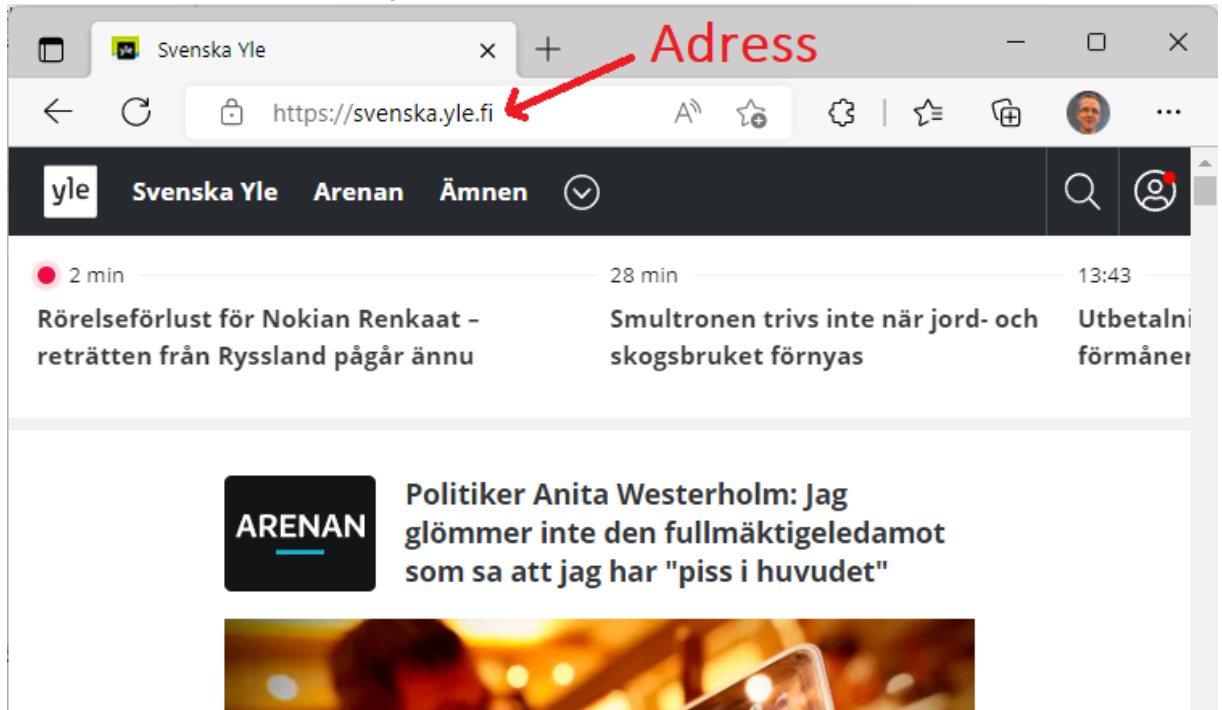 Svenska Yle
Adress
https://svenska.yle.fi
yle Svenska Yle Arenan Ämnen
2 min
Rörelseförlust för Nokian Renkaat –
reträtten från Ryssland pågår ännu
28 min
Smultronen trivs inte när jord- och
skogsbruket förnyas
13:43
ARENAN
Politiker Anita Westerholm: Jag
glömmer inte den fullmäktigeledamot
som sa att jag har "piss i huvudet"